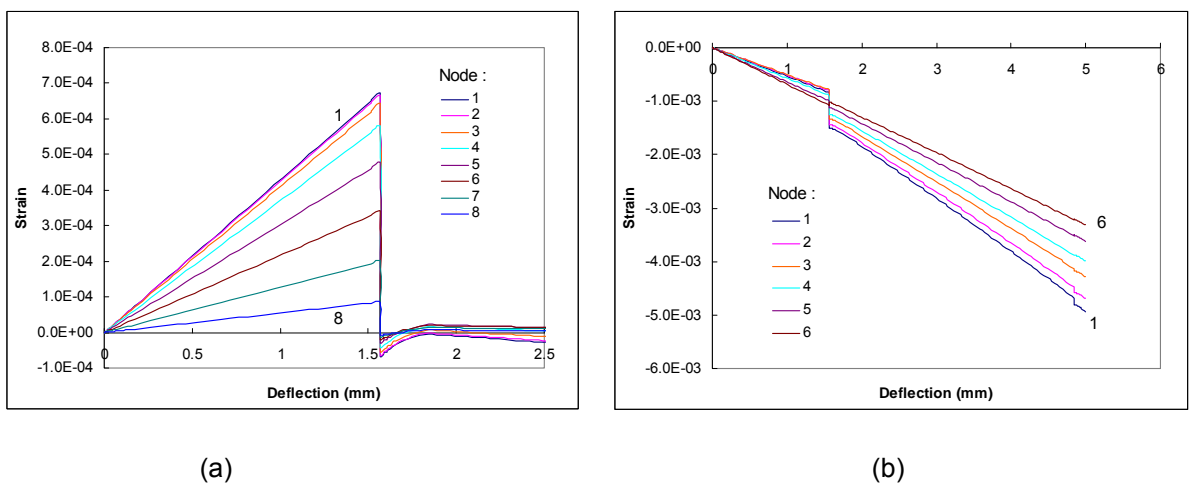 8.0E-04
7.0E-04
6.0E-04
5.0E-04
4.0E-04
3.0E-04
2.0E-04
1.0E-04
0.0E+00
-1.0E-04
Strain
0
0.5
1
1.5
2
2.5
Deflection (mm)
1
8
Node :
1
2
3
4
5
6
7
8
(a)
0.0E+00
-1.0E-03
-2.0E-03
-3.0E-03
-4.0E-03
-5.0E-03
-6.0E-03
Strain
0
1
2
3
4
5
6
Node :
1
2
3
4
5
6
6
1
Deflection (mm)
(b)